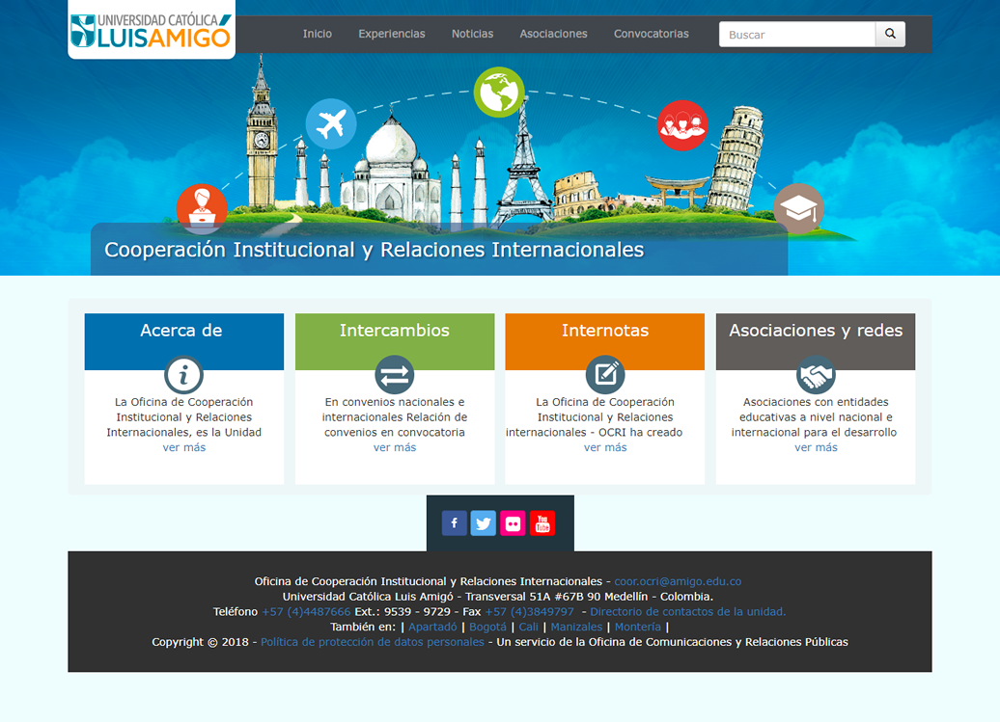 UNIVERSIDAD CATÓLICA
LUISAMIGÓ
Inicio
Experiencias
Noticias
Asociaciones
Convocatorias
Buscar
Cooperación Institucional y Relaciones Internacionales
Acerca de
La Oficina de Cooperación
Institucional y Relaciones
Internacionales, es la Unidad
ver más
Intercambios
En convenios nacionales e
internacionales Relación de
convenios en convocatoria
ver más
Internotas
La Oficina de Cooperación
Institucional y Relaciones
internacionales - OCRI ha creado
ver más
Asociaciones y redes
Asociaciones con entidades
educativas a nivel nacional e
internacional para el desarrollo
ver más
You
Tube
Oficina de Cooperación Institucional y Relaciones Internacionales - coor.ocri@amigo.edu.co
Universidad Católica Luis Amigó - Transversal 51A #67B 90 Medellín - Colombia.
Teléfono +57 (4)4487666 Ext.: 9539 - 9729 - Fax +57 (4)3849797 - Directorio de contactos de la unidad.
También en: | Apartadó | Bogotá | Cali | Manizales | Montería |
Copyright © 2018 - Política de protección de datos personales - Un servicio de la Oficina de Comunicaciones y Relaciones Públicas